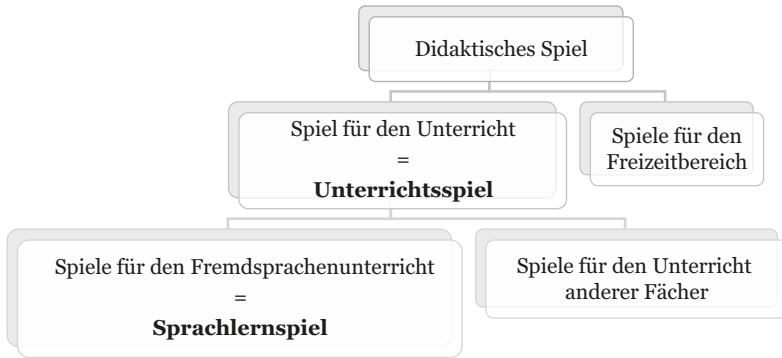 Didaktisches Spiel
Spiel für den Unterricht
=
Unterrichtsspiel
Spiele für den
Freizeitbereich
Spiele für den Fremdsprachenunterricht
=
Sprachlernspiel
Spiele für den Unterricht
anderer Fächer